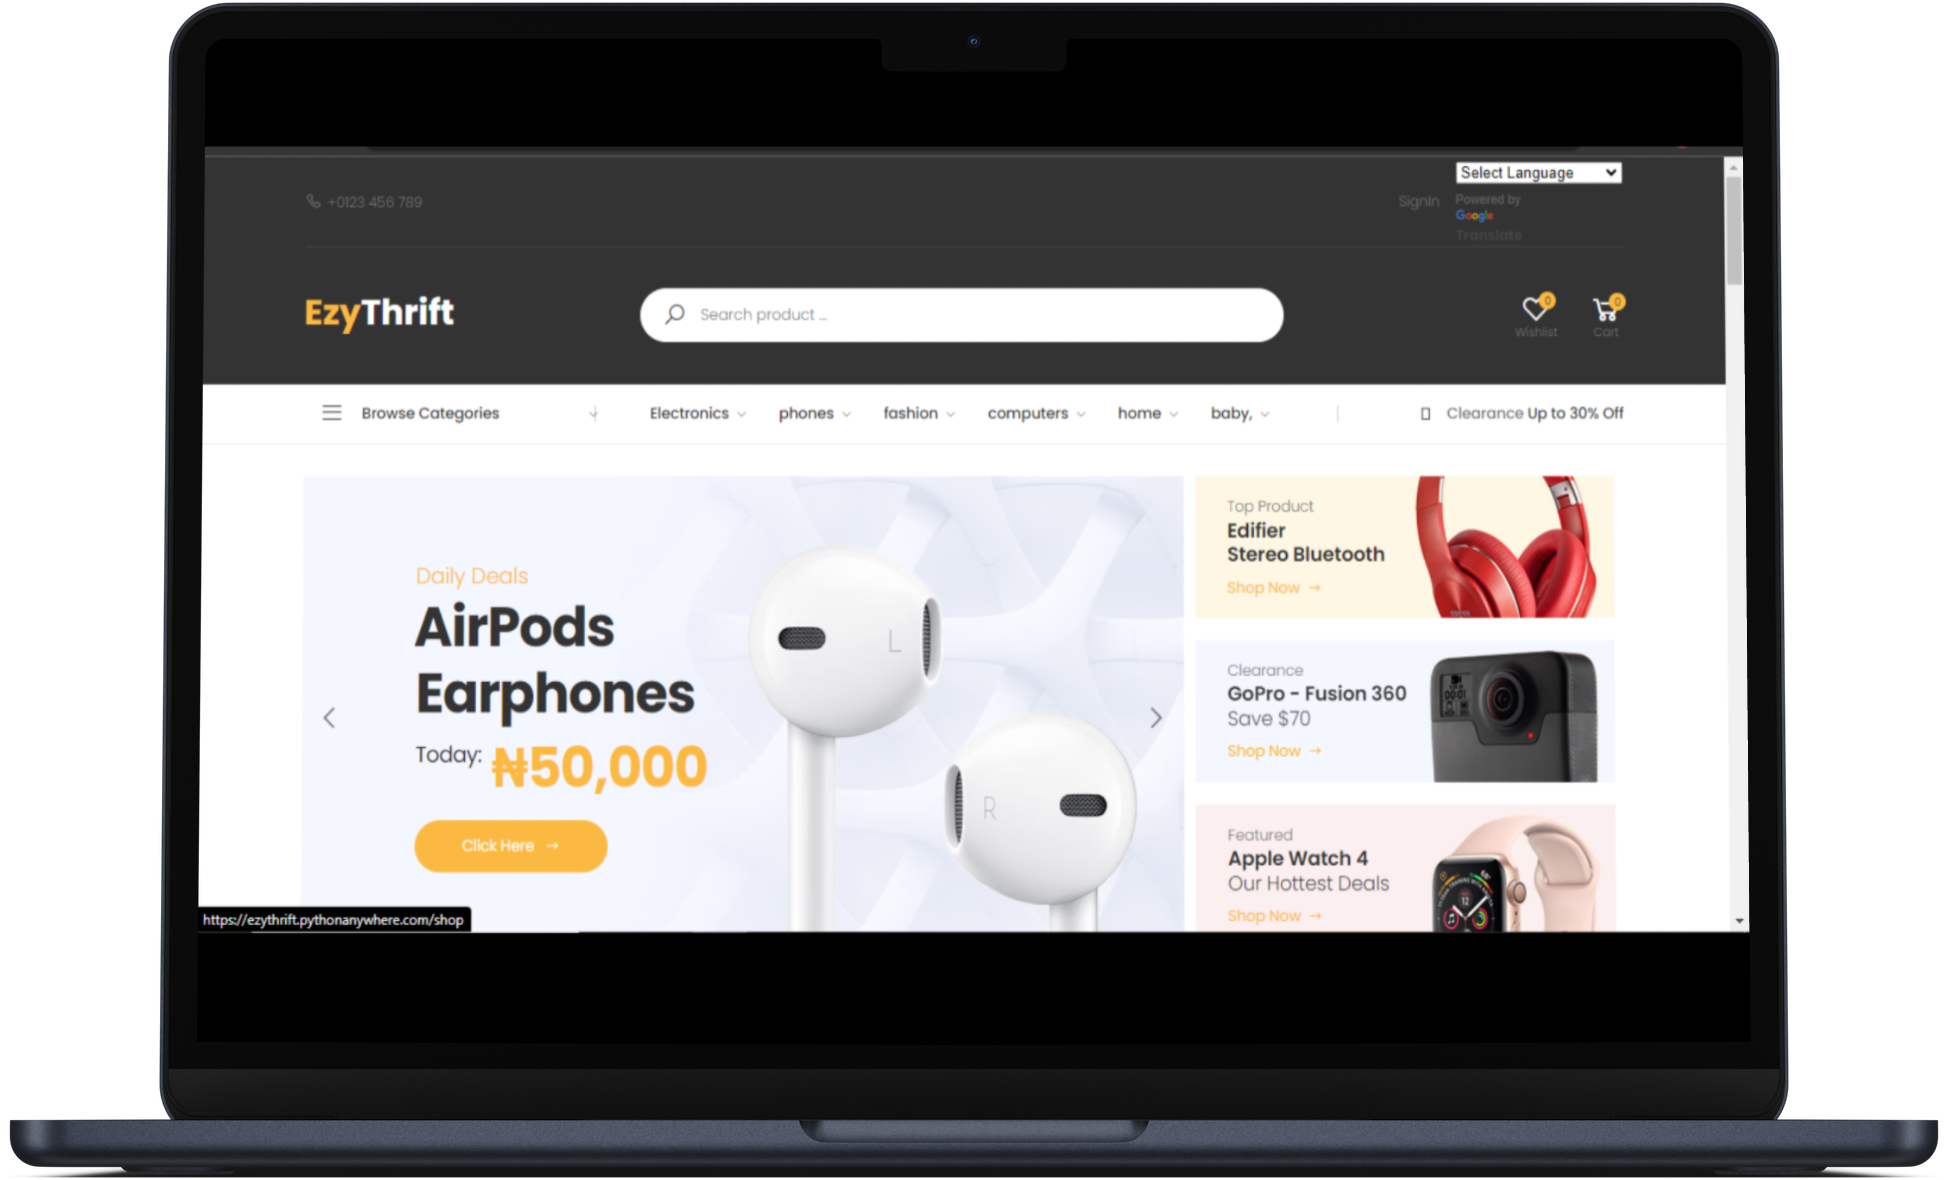 +0123 456 789
SignIn
Select Language
Powered by
Google
Translate
EzyThrift
Search product ...
0
Wishlist
0
Cart
Browse Categories
Electronics
phones
fashion
computers
home
baby,
Clearance Up to 30% Off
Daily Deals
AirPods
Earphones
Today: ₦50,000
Click Here →
L
R
Top Product
Edifier
Stereo Bluetooth
Shop Now →
Clearance
GoPro - Fusion 360
Save $70
Shop Now →
Featured
Apple Watch 4
Our Hottest Deals
Shop Now →
https://ezythrift.pythonanywhere.com/shop